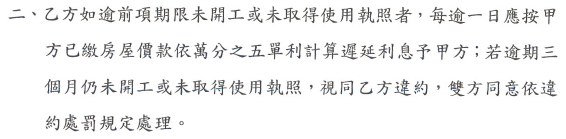 二、乙方如逾前項期限未開工或未取得使用執照者，每逾一日應按甲
方已繳房屋價款依萬分之五單利計算遲延利息予甲方；若逾期三
個月仍未開工或未取得使用執照，視同乙方違約，雙方同意依違
約處罰規定處理。